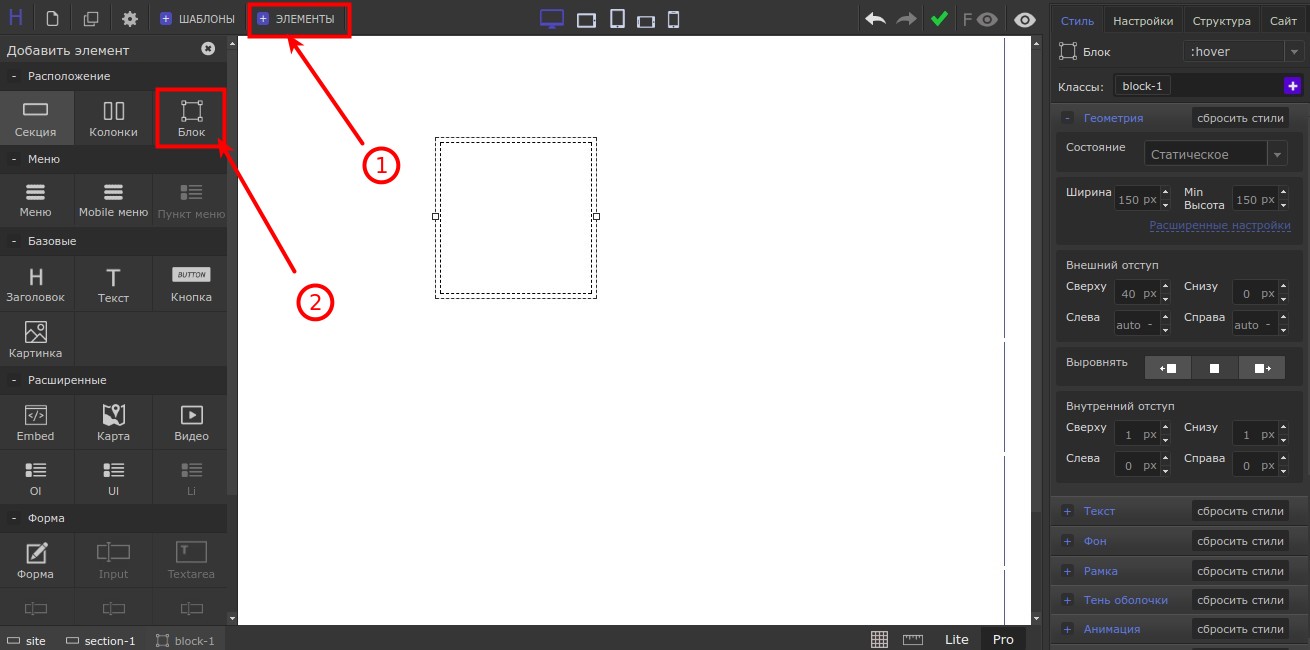 H ШАБЛОНЫ ЭЛЕМЕНТЫ F
Добавить элемент
- Расположение
Секция Колонки Блок
- Меню
Меню Mobile меню Пункт меню
- Базовые
H T BUTTON
Заголовок Текст Кнопка
Картинка
- Расширенные
Embed Карта Видео
Ol Ul Li
- Форма
Форма Input Textarea
1
2
site section-1 block-1
Lite Pro
Стиль Настройки Структура Сайт
Блок :hover
Классы: block-1 +
- Геометрия сбросить стили
Состояние Статическое
Ширина 150 px Min Высота 150 px
Расширенные настройки
Внешний отступ
Сверху 40 px Снизу 0 px
Слева auto - Справа auto -
Выровнять
Внутренний отступ
Сверху 1 px Снизу 1 px
Слева 0 px Справа 0 px
+ Текст сбросить стили
+ Фон сбросить стили
+ Рамка сбросить стили
+ Тень оболочки сбросить стили
+ Анимация сбросить стили